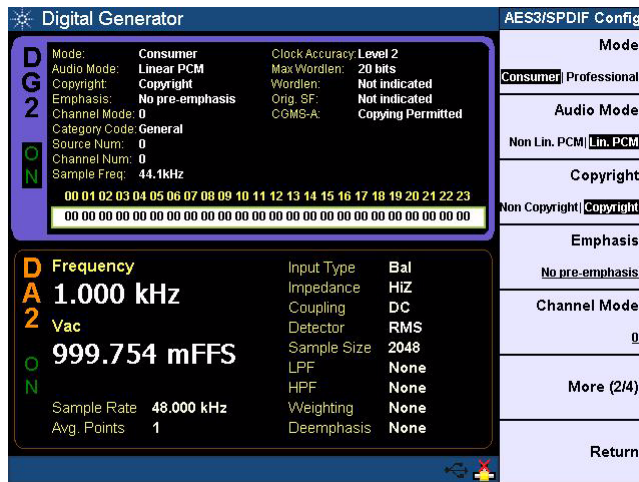 Digital Generator
AES3/SPDIF Config
DG2 ON
Mode: Consumer Clock Accuracy: Level 2
Audio Mode: Linear PCM Max Wordlen: 20 bits
Copyright: Copyright Wordlen: Not indicated
Emphasis: No pre-emphasis Orig. SF: Not indicated
Channel Mode: 0 CGMS-A: Copying Permitted
Category Code: General
Source Num: 0
Channel Num: 0
Sample Freq: 44.1kHz
00 01 02 03 04 05 06 07 08 09 10 11 12 13 14 15 16 17 18 19 20 21 22 23
00 00 00 00 00 00 00 00 00 00 00 00 00 00 00 00 00 00 00 00 00 00 00 00
DA2 ON
Frequency
1.000 kHz
Vac
999.754 mFFS
Sample Rate 48.000 kHz
Avg. Points 1
Input Type Bal
Impedance HiZ
Coupling DC
Detector RMS
Sample Size 2048
LPF None
HPF None
Weighting None
Deemphasis None
Mode
Consumer| Professional
Audio Mode
Non Lin. PCM| Lin. PCM
Copyright
Non Copyright| Copyright
Emphasis
No pre-emphasis
Channel Mode
0
More (2/4)
Return